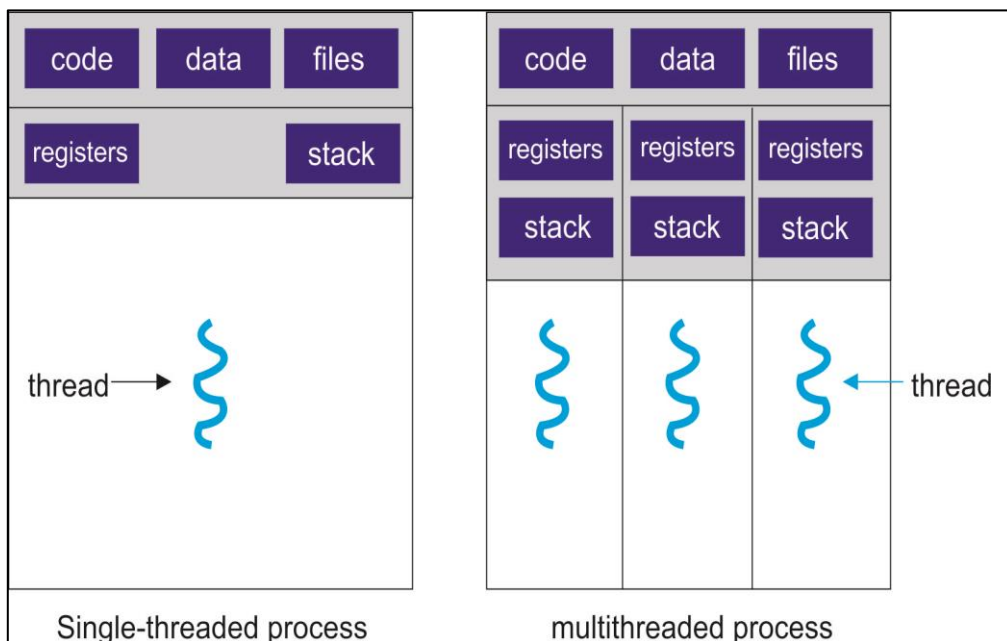 code data files
registers stack
thread
Single-threaded process
code data files
registers registers registers
stack stack stack
thread
multithreaded process